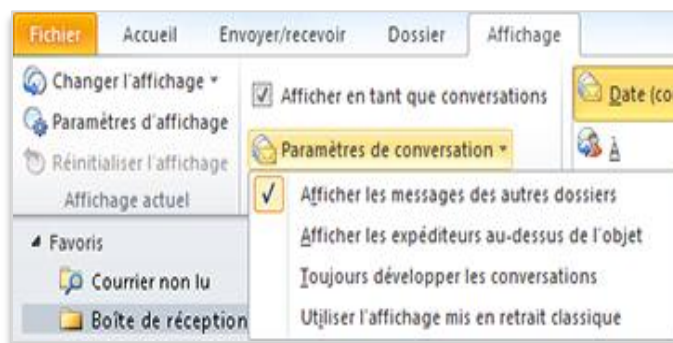 Fichier Accueil Envoyer/recevoir Dossier Affichage
Changer l'affichage
Paramètres d'affichage
Réinitialiser l'affichage
Affichage actuel
Afficher en tant que conversations
Paramètres de conversation
Date (co
À
Afficher les messages des autres dossiers
Afficher les expéditeurs au-dessus de l'objet
Toujours développer les conversations
Utiliser l'affichage mis en retrait classique
Favoris
Courrier non lu
Boîte de réception